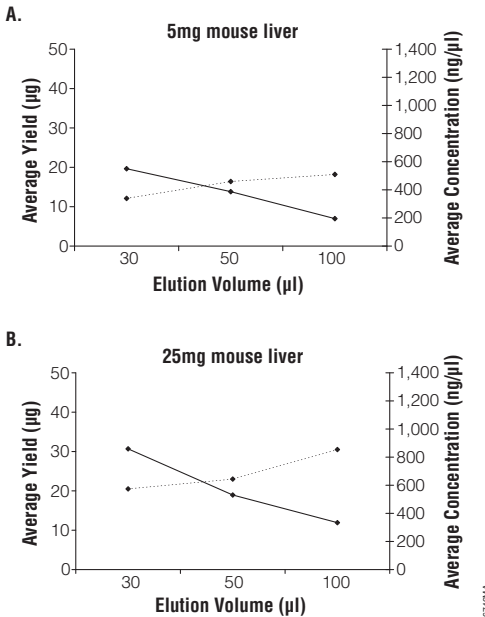 A.
5mg mouse liver
50
40
30
20
10
0
Average Yield (µg)
1,400
1,200
1,000
800
600
400
200
0
Average Concentration (ng/µl)
30 50 100
Elution Volume (µl)
B.
25mg mouse liver
50
40
30
20
10
0
Average Yield (µg)
1,400
1,200
1,000
800
600
400
200
0
Average Concentration (ng/µl)
30 50 100
Elution Volume (µl)